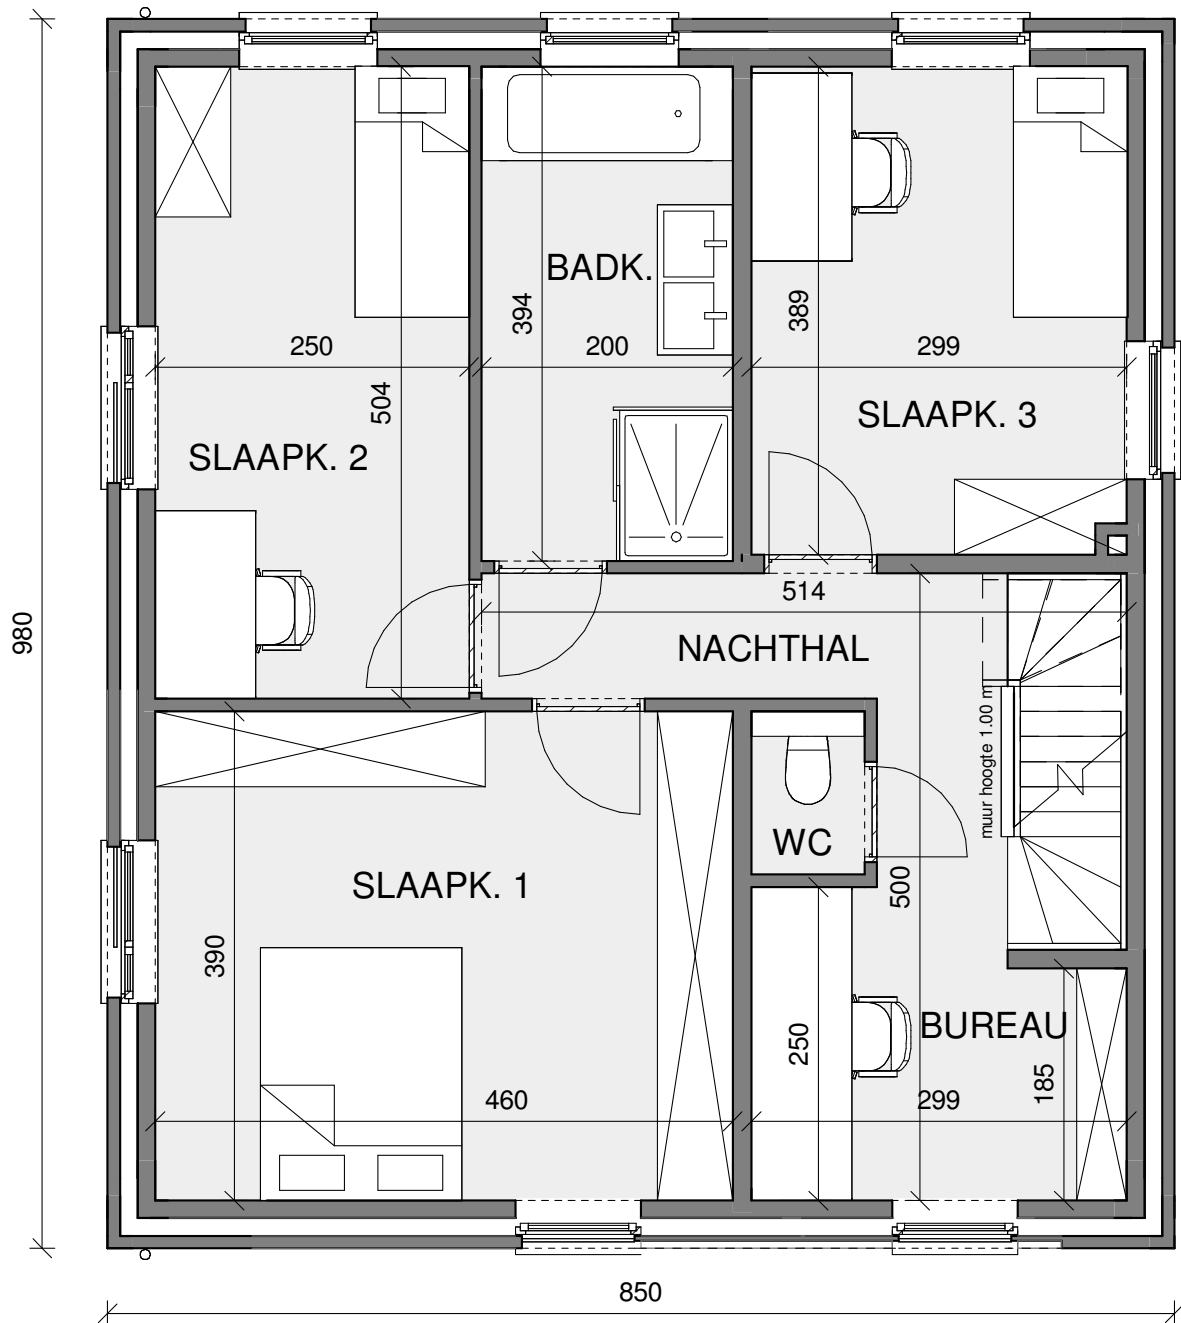 BADK.
394
389
250
200
299
504
SLAAPK. 3
SLAAPK. 2
514
980
NACHTHAL
muur hoogte 1.00 m
WC
SLAAPK. 1
500
390
BUREAU
250
185
460
299
850